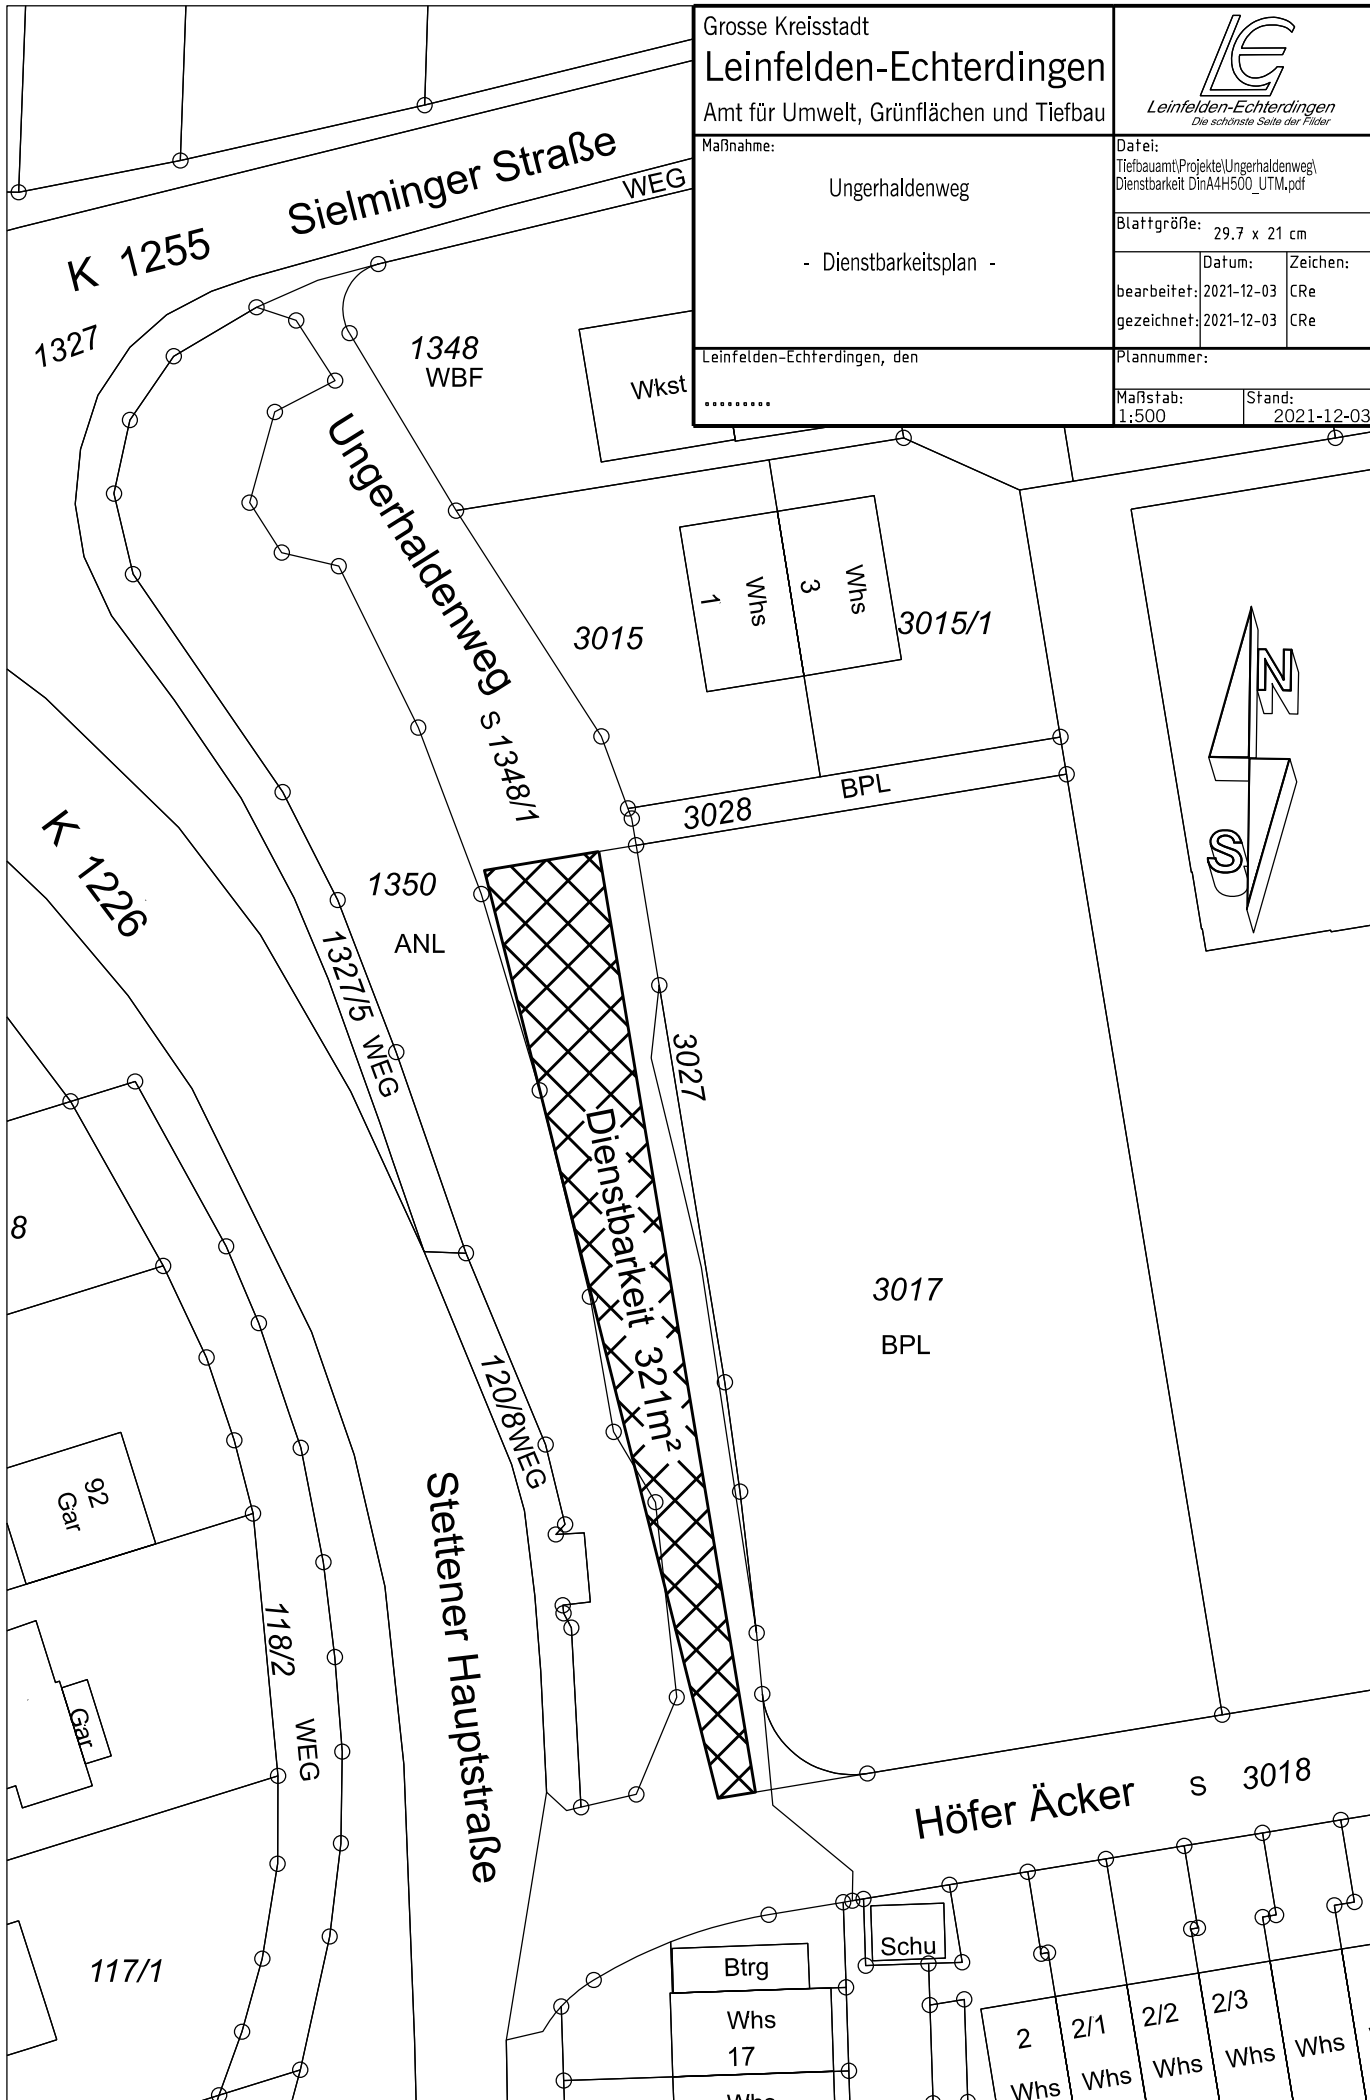 Grosse Kreisstadt
Leinfelden-Echterdingen
Amt für Umwelt, Grünflächen und Tiefbau
LE
Leinfelden-Echterdingen
Die schönste Seite der Filder
Maßnahme:
Ungerhaldenweg
- Dienstbarkeitsplan -
Datei:
Tiefbauamt\Projekte\Ungerhaldenweg\
Dienstbarkeit DinA4H500_UTM.pdf
Blattgröße: 29.7 x 21 cm
Datum: Zeichen:
bearbeitet: 2021-12-03 CRe
gezeichnet: 2021-12-03 CRe
Leinfelden-Echterdingen, den
.........
Plannummer:
Maßstab:
1:500
Stand:
2021-12-03
Sielminger Straße
WEG
K 1255
1327
1348
WBF
Wkst
Ungerhaldenweg
S 1348/1
1
Whs
3
Whs
3015
3015/1
N
S
BPL
3028
K 1226
1350
ANL
1327/5 WEG
3027
Dienstbarkeit 321m²
8
3017
BPL
120/8WEG
92
Gar
Stettener Hauptstraße
118/2
WEG
Gar
Höfer Äcker S 3018
117/1
Btrg
Schu
Whs
17
Whs
2
Whs
2/1
Whs
2/2
Whs
2/3
Whs
Whs